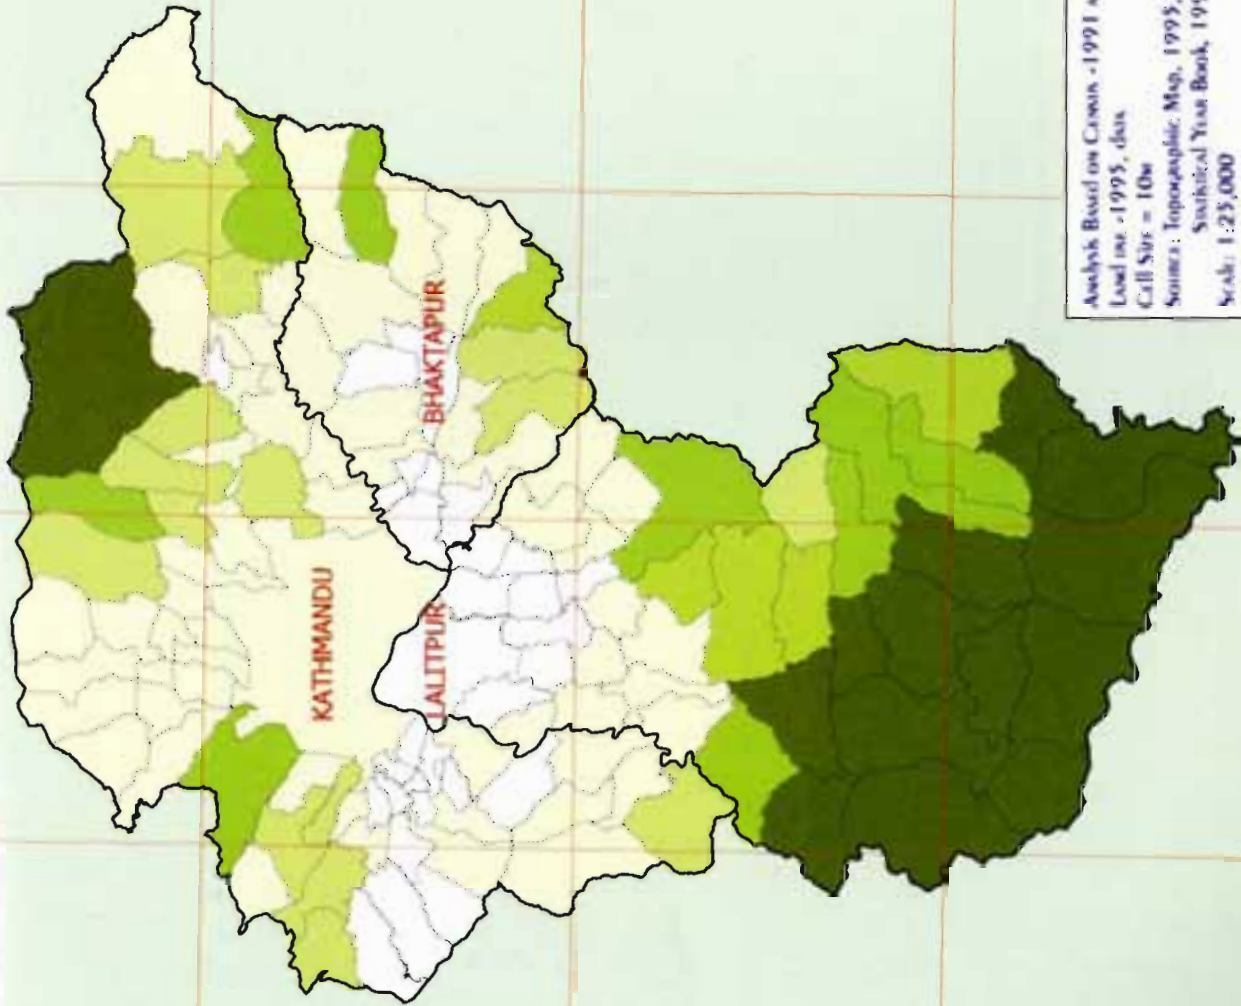 KATHMANDU
LALITPUR
BHAKTAPUR
Analysis Based on Census -1991
Land use -1995, data
Cell Size = 10m
Source: Topographic Map, 1995,
Statistical Year Book, 199
Scale: 1:25,000